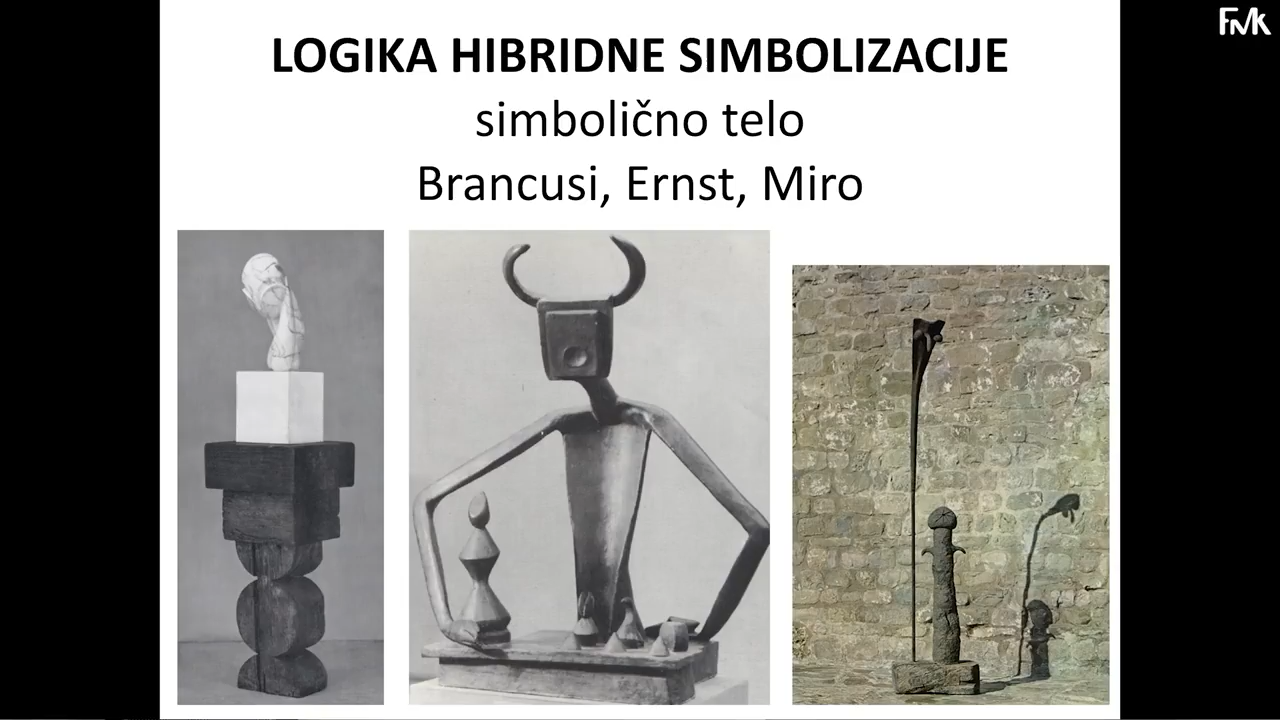 FMk
LOGIKA HIBRIDNE SIMBOLIZACIJE
simbolično telo
Brancusi, Ernst, Miro